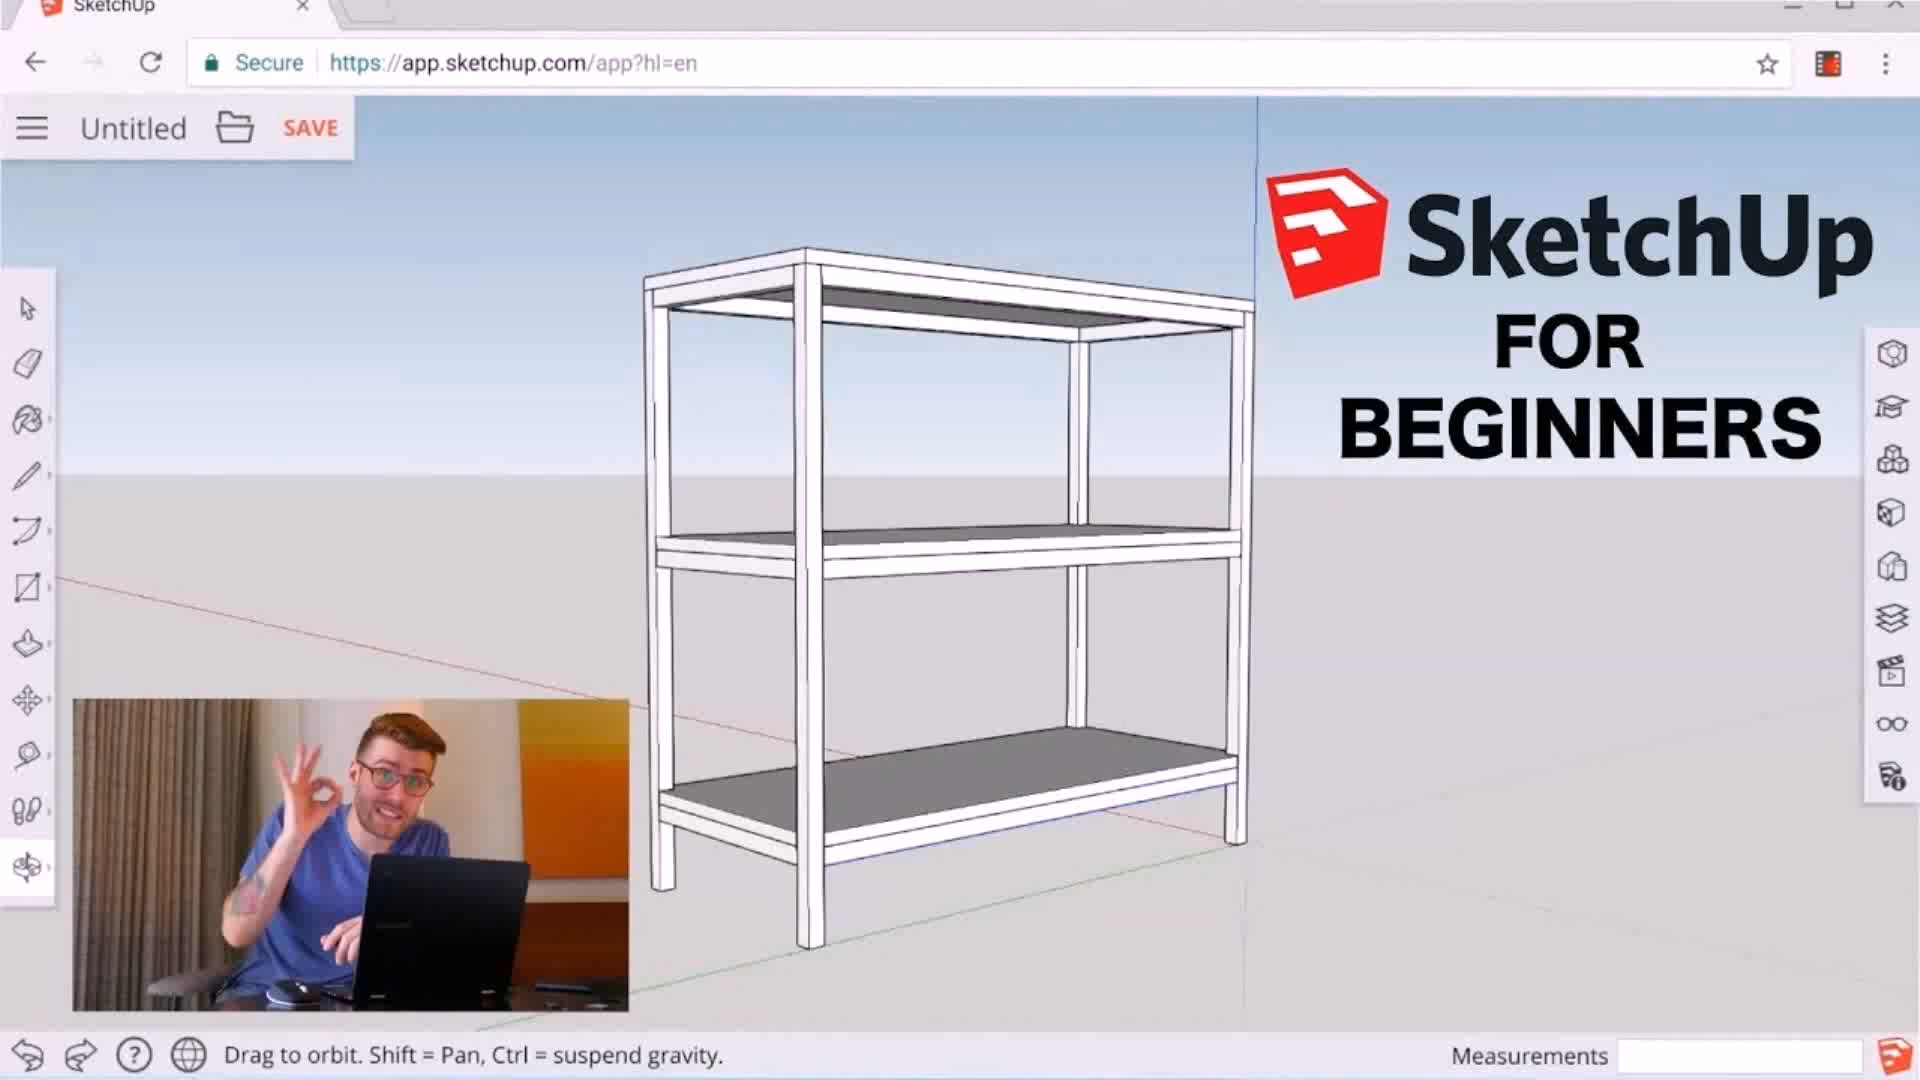 SketchUp
Secure https://app.sketchup.com/app?hl=en
Untitled SAVE
SketchUp
FOR
BEGINNERS
Drag to orbit. Shift = Pan, Ctrl = suspend gravity.
Measurements